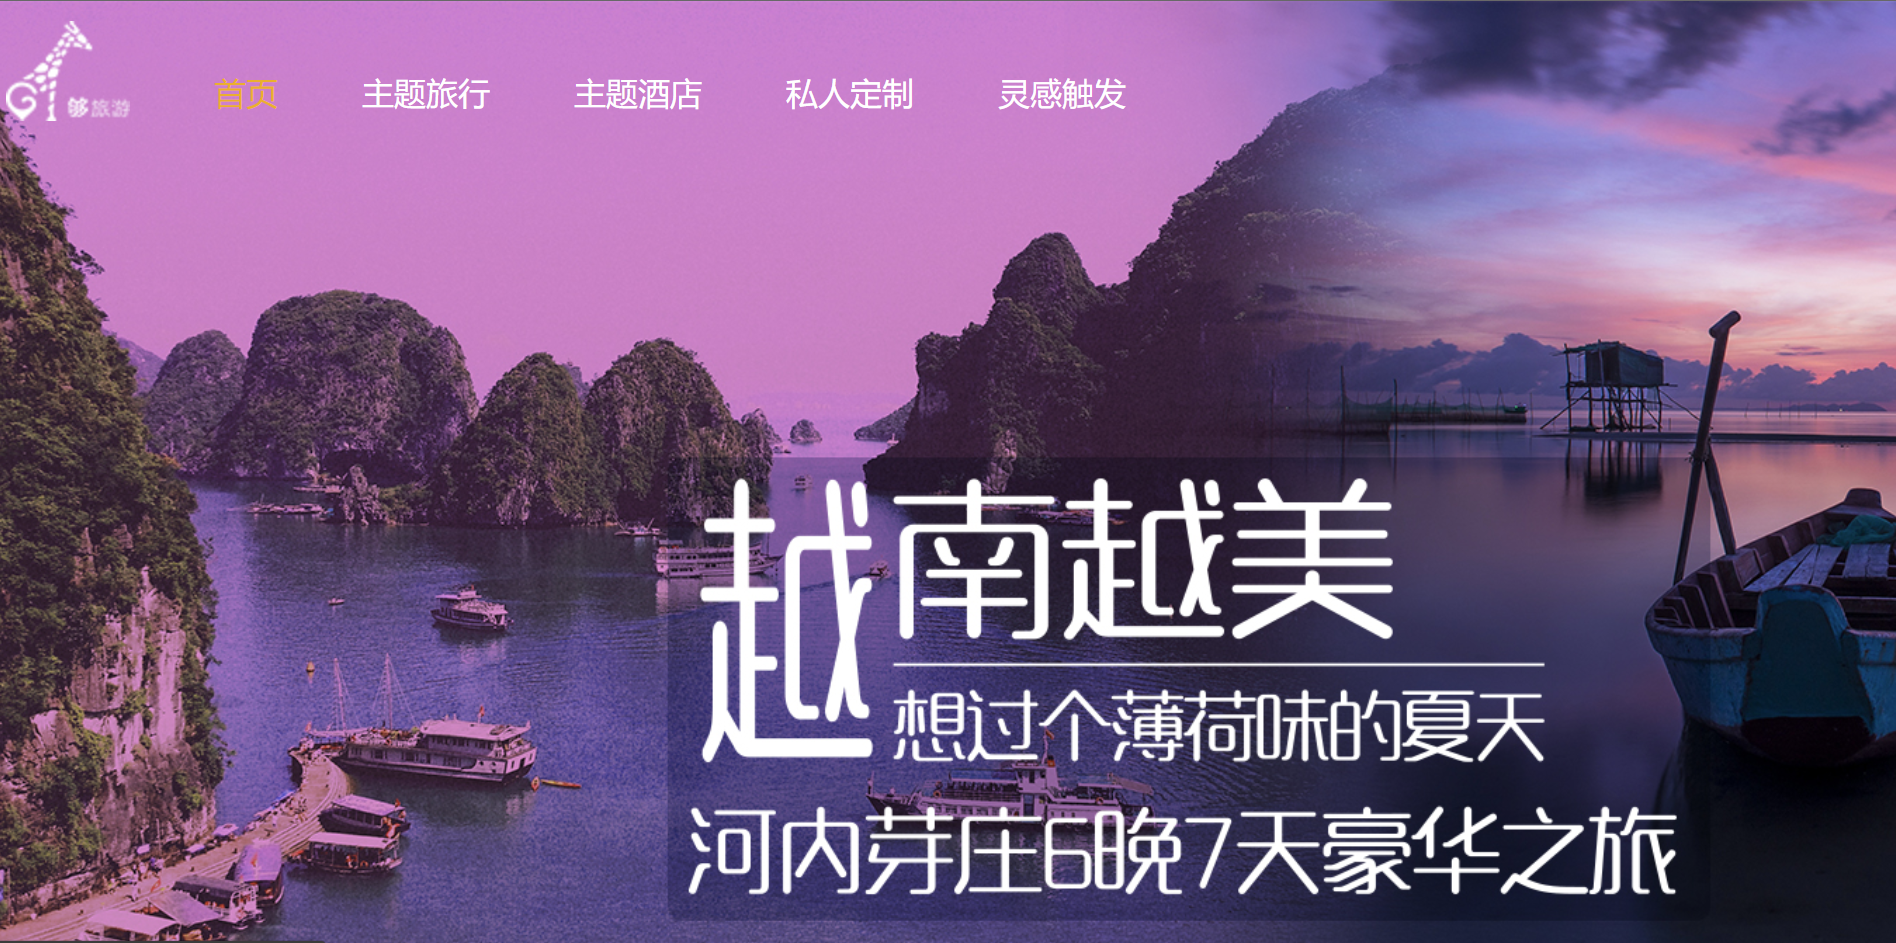 够旅游
首页 主题旅行 主题酒店 私人定制 灵感触发
越南越美
想过个薄荷味的夏天
河内芽庄6晚7天豪华之旅